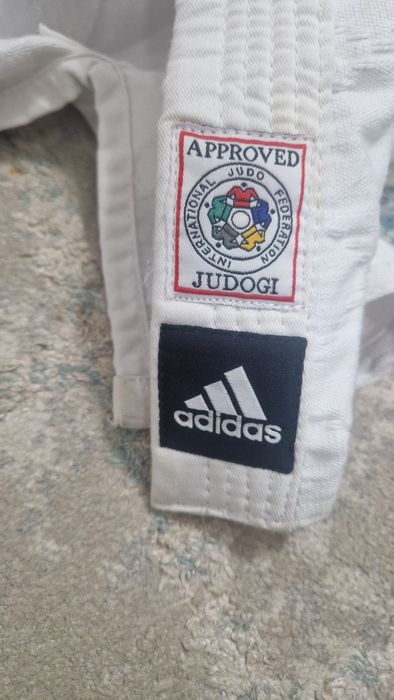 APPROVED
INTERNATIONAL JUDO FEDERATION
JUDOGI
adidas